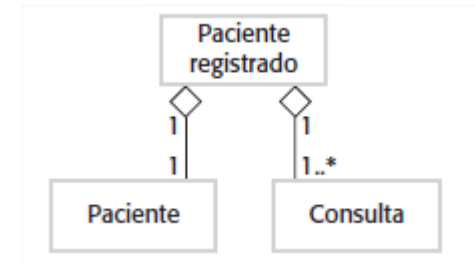 Paciente
registrado
1 1
1 1..*
Paciente Consulta